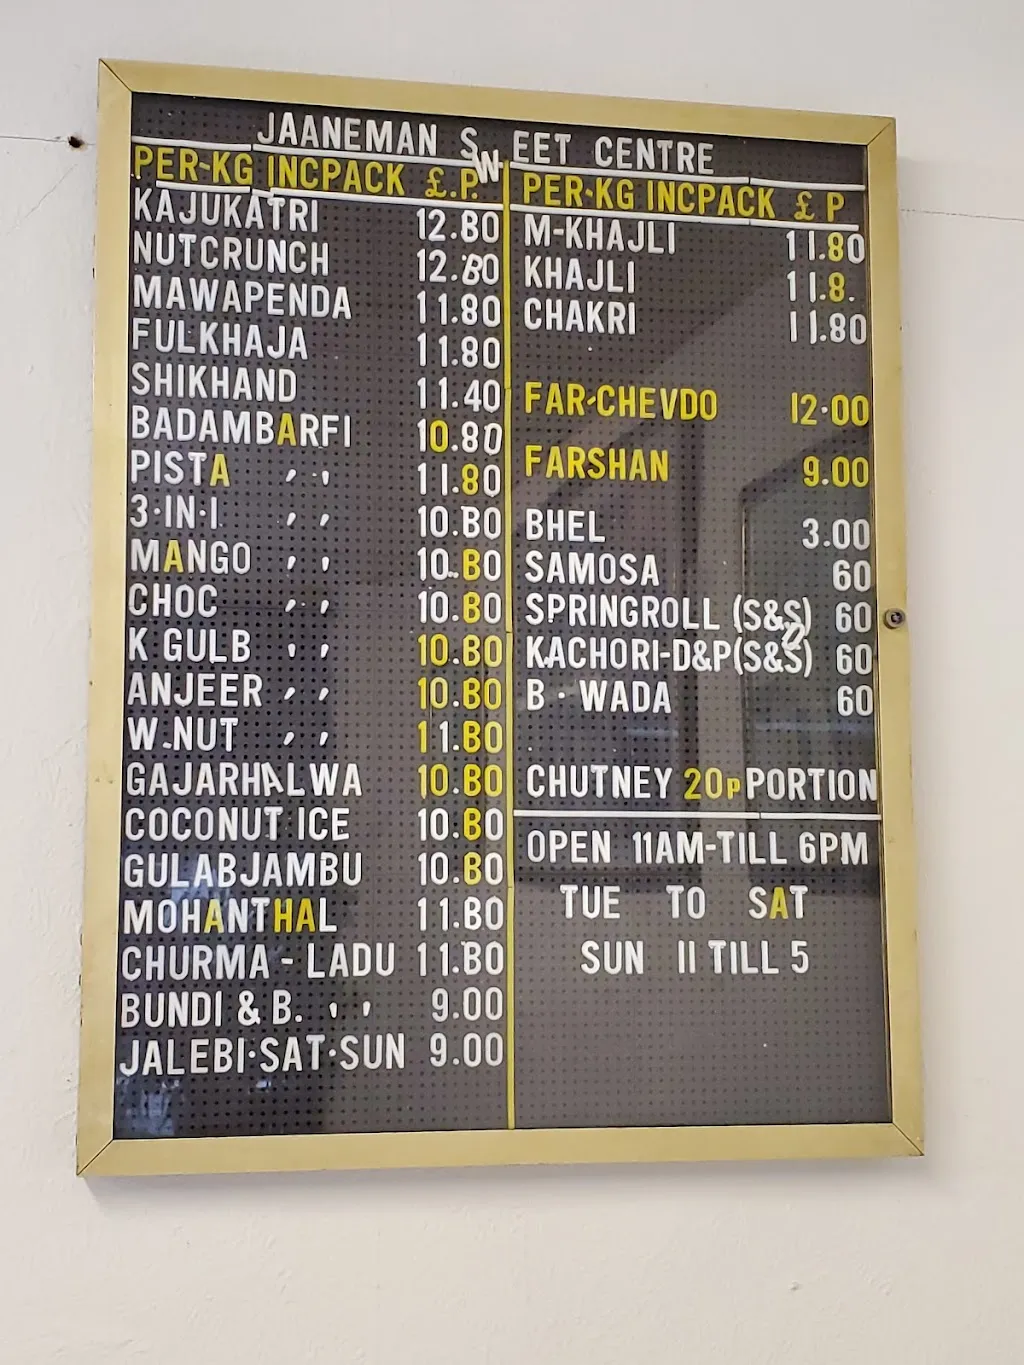 JAANEMAN SWEET CENTRE
PER-KG INCPACK £.P.
KAJUKATRI 12.80
NUTCRUNCH 12.80
MAWAPENDA 11.80
FULKHAJA 11.80
SHIKHAND 11.40
BADAMBARFI 10.80
PISTA ,, 11.80
3·IN·1 ,, 10.80
MANGO ,, 10.80
CHOC ,, 10.80
K GULB ,, 10.80
ANJEER ,, 10.80
W.NUT ,, 11.80
GAJARHALWA 10.80
COCONUT ICE 10.80
GULABJAMBU 10.80
MOHANTHAL 11.80
CHURMA - LADU 11.80
BUNDI & B. ,, 9.00
JALEBI·SAT·SUN 9.00
PER-KG INCPACK £ P
M-KHAJLI 11.80
KHAJLI 11.8.
CHAKRI 11.80
FAR-CHEVDO 12·00
FARSHAN 9.00
BHEL 3.00
SAMOSA 60
SPRINGROLL (S&S) 60
KACHORI-D&P(S&S) 60
B · WADA 60
CHUTNEY 20p PORTION
OPEN 11AM-TILL 6PM
TUE TO SAT
SUN 11 TILL 5